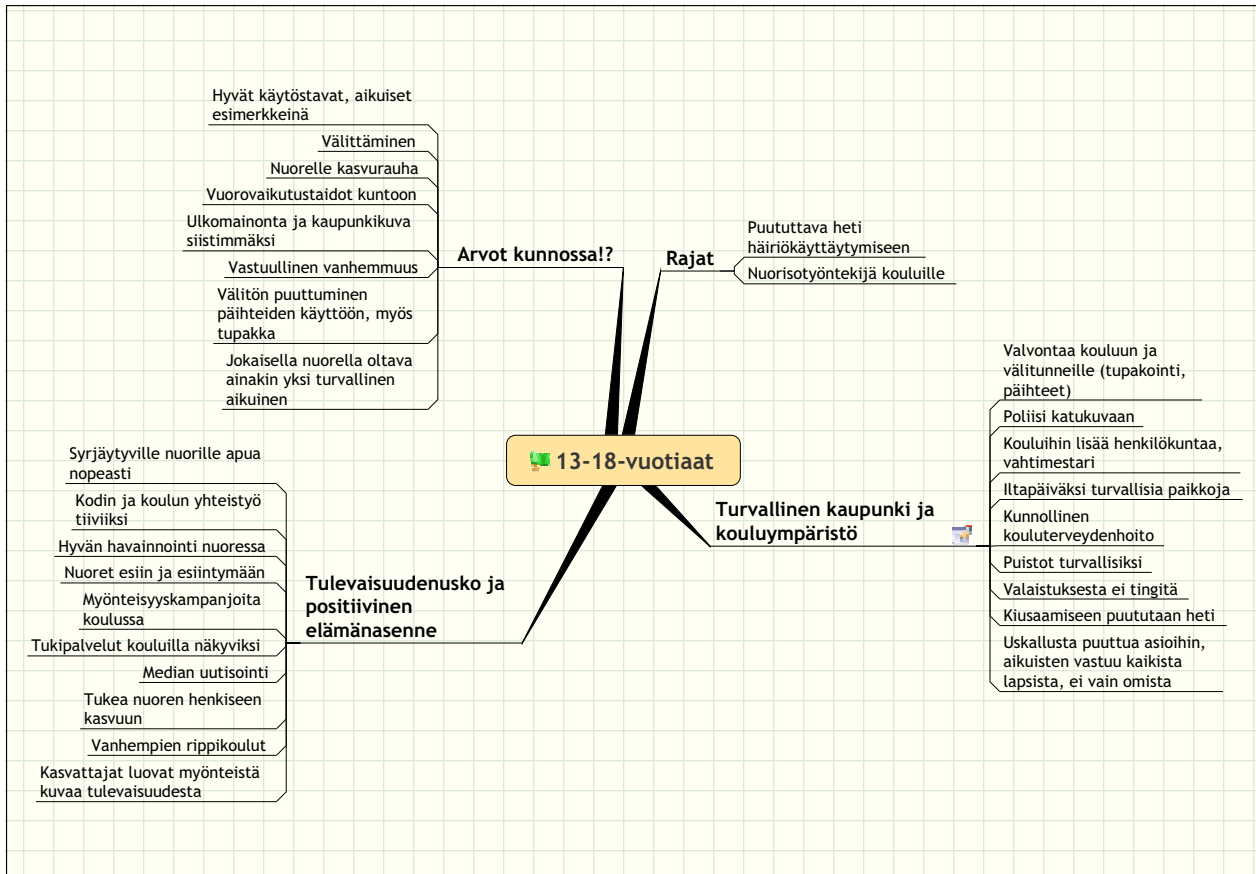 13-18-vuotiaat
Arvot kunnossa!?
Hyvät käytöstavat, aikuiset
esimerkkeinä
Välittäminen
Nuorelle kasvurauha
Vuorovaikutustaidot kuntoon
Ulkomainonta ja kaupunkikuva
siistimmäksi
Vastuullinen vanhemmuus
Välitön puuttuminen
päihteiden käyttöön, myös
tupakka
Jokaisella nuorella oltava
ainakin yksi turvallinen
aikuinen
Rajat
Puututtava heti
häiriökäyttäytymiseen
Nuorisotyöntekijä kouluille
Turvallinen kaupunki ja
kouluympäristö
Valvontaa kouluun ja
välitunneille (tupakointi,
päihteet)
Poliisi katukuvaan
Kouluihin lisää henkilökuntaa,
vahtimestari
Iltapäiväksi turvallisia paikkoja
Kunnollinen
kouluterveydenhoito
Puistot turvallisiksi
Valaistuksesta ei tingitä
Kiusaamiseen puututaan heti
Uskallusta puuttua asioihin,
aikuisten vastuu kaikista
lapsista, ei vain omista
Tulevaisuudenusko ja
positiivinen
elämänasenne
Syrjäytyville nuorille apua
nopeasti
Kodin ja koulun yhteistyö
tiiviiksi
Hyvän havainnointi nuoressa
Nuoret esiin ja esiintymään
Myönteisyyskampanjoita
koulussa
Tukipalvelut kouluilla näkyviksi
Median uutisointi
Tukea nuoren henkiseen
kasvuun
Vanhempien rippikoulut
Kasvattajat luovat myönteistä
kuvaa tulevaisuudesta